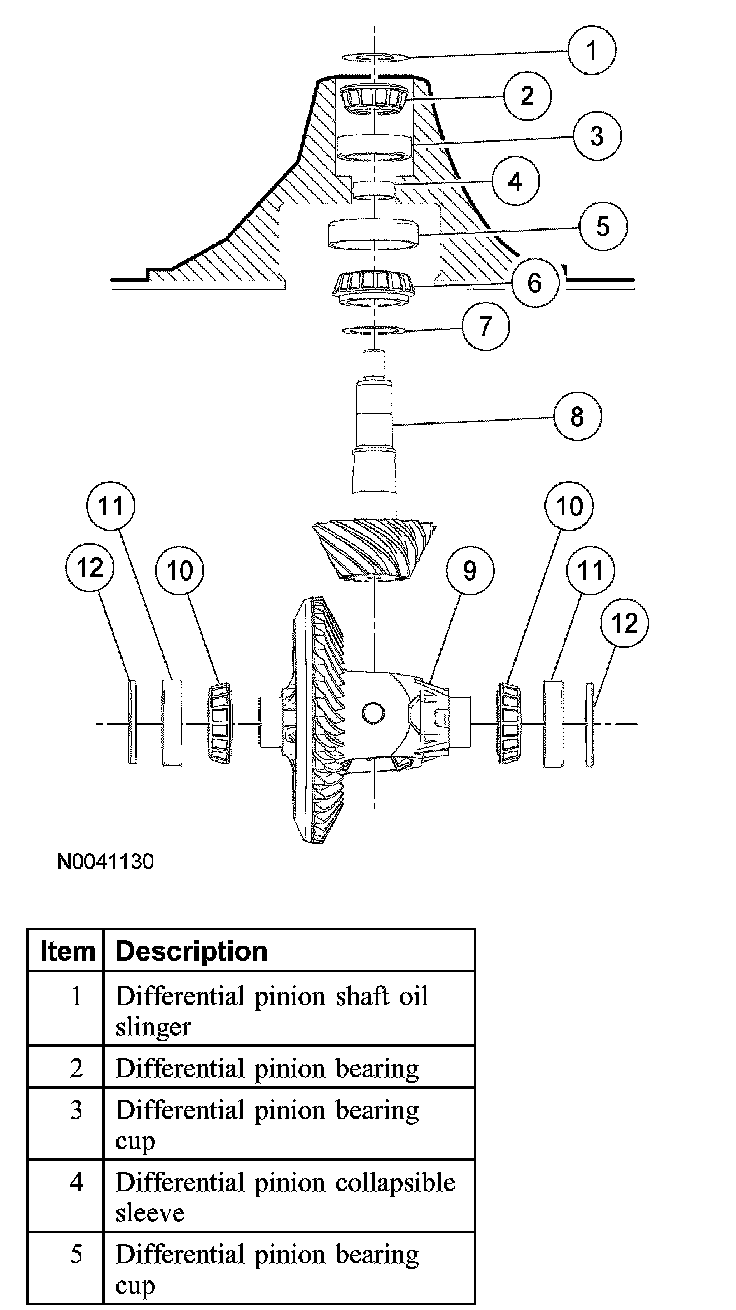 1
2
3
4
5
6
7
8
11
10
12
10
9
11
12
N0041130
Item Description
1 Differential pinion shaft oil
slinger
2 Differential pinion bearing
3 Differential pinion bearing
cup
4 Differential pinion collapsible
sleeve
5 Differential pinion bearing
cup